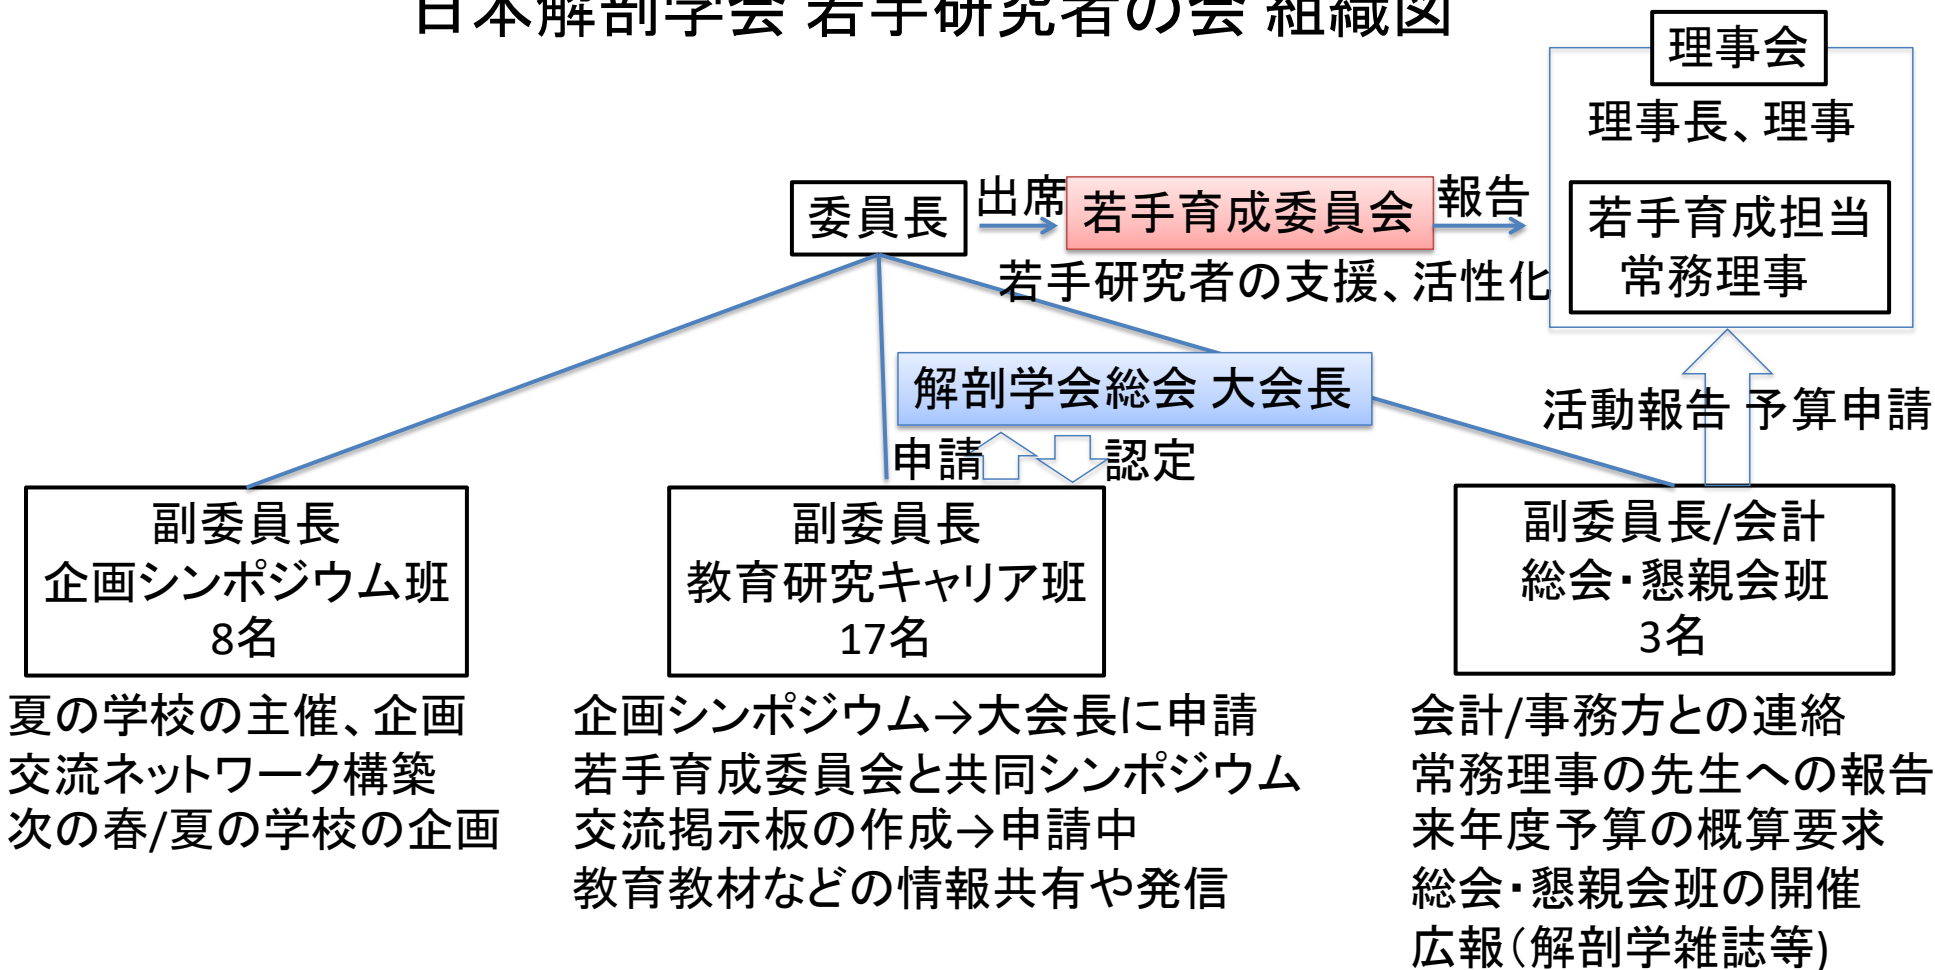 日本解剖学会 若手研究者の会 組織図
理事会
理事長、理事
若手育成担当
常務理事
委員長
出席
若手育成委員会
報告
若手研究者の支援、活性化
解剖学会総会 大会長
申請
認定
活動報告 予算申請
副委員長
企画シンポジウム班
8名
夏の学校の主催、企画
交流ネットワーク構築
次の春/夏の学校の企画
副委員長
教育研究キャリア班
17名
企画シンポジウム→大会長に申請
若手育成委員会と共同シンポジウム
交流掲示板の作成→申請中
教育教材などの情報共有や発信
副委員長/会計
総会・懇親会班
3名
会計/事務方との連絡
常務理事の先生への報告
来年度予算の概算要求
総会・懇親会班の開催
広報（解剖学雑誌等)